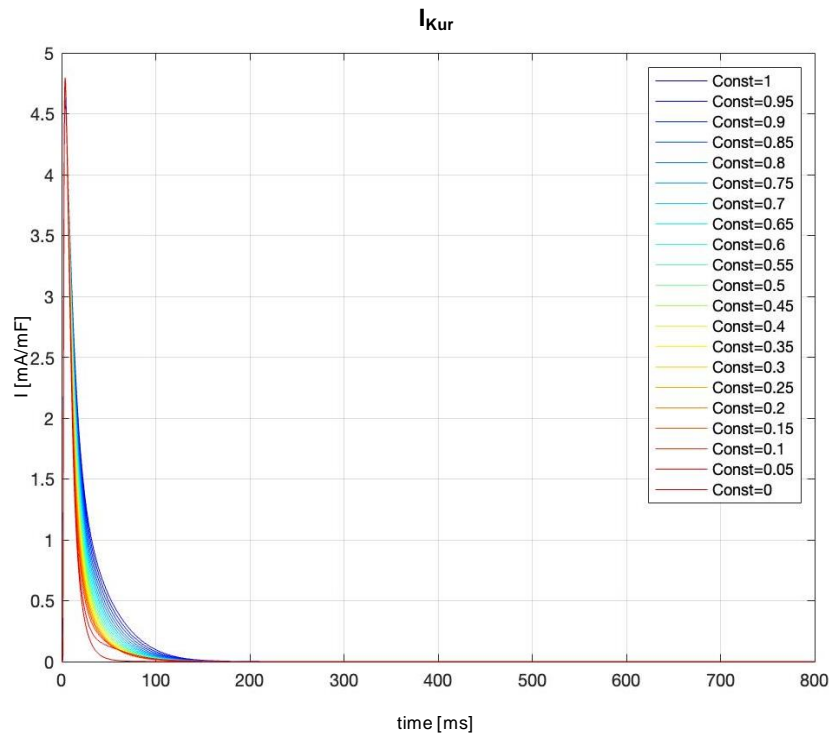 I_Kur
5
4.5
4
3.5
3
2.5
2
1.5
1
0.5
0
I [mA/mF]
Const=1
Const=0.95
Const=0.9
Const=0.85
Const=0.8
Const=0.75
Const=0.7
Const=0.65
Const=0.6
Const=0.55
Const=0.5
Const=0.45
Const=0.4
Const=0.35
Const=0.3
Const=0.25
Const=0.2
Const=0.15
Const=0.1
Const=0.05
Const=0
0 100 200 300 400 500 600 700 800
time [ms]